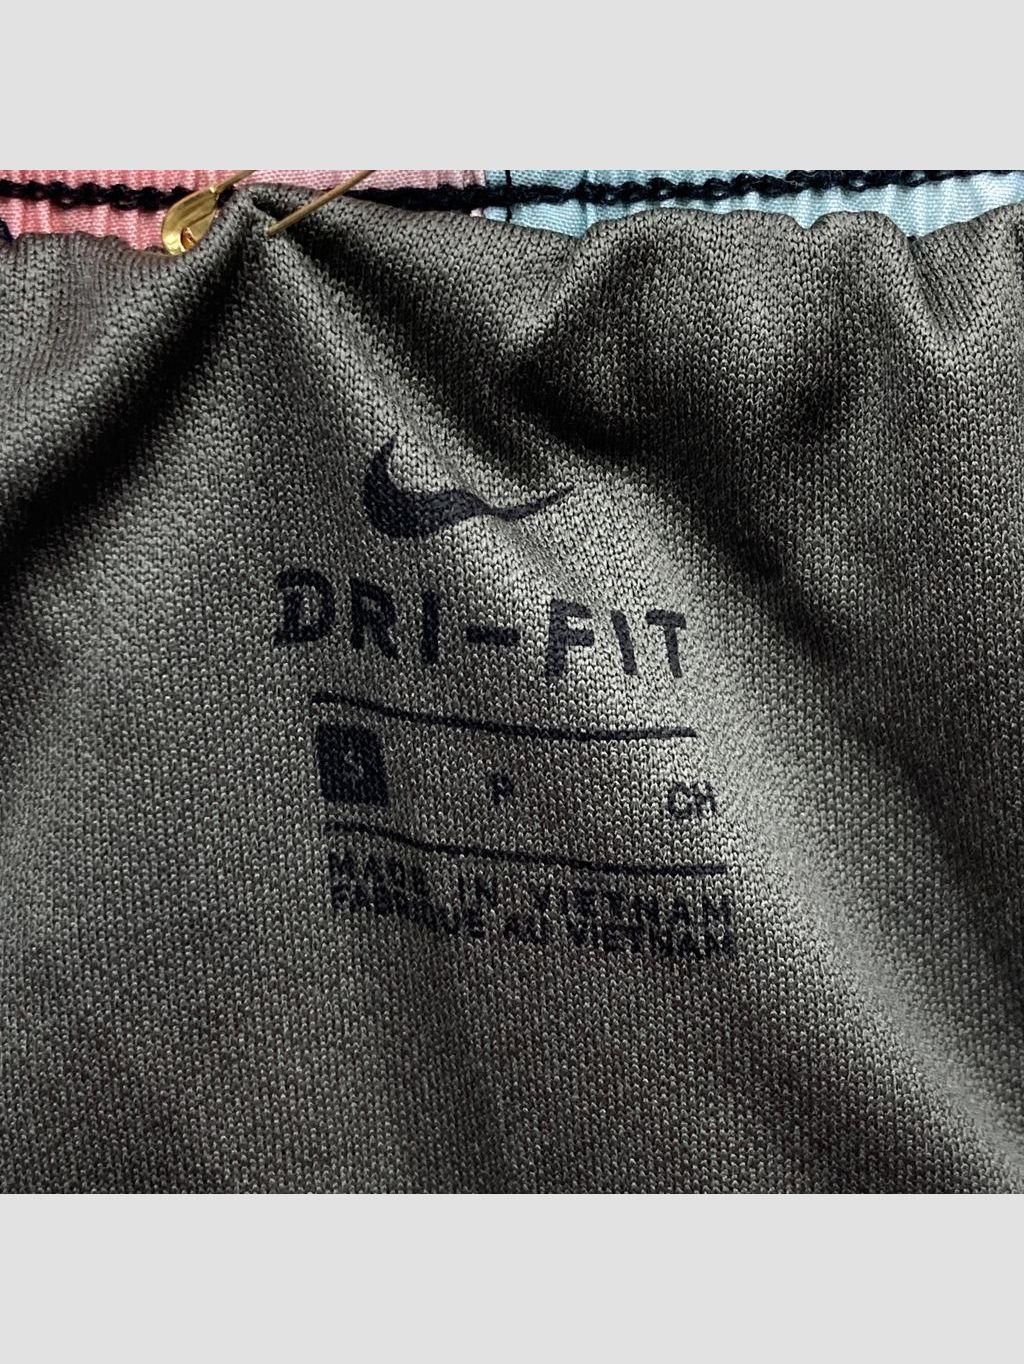 DRI-FIT
S P CH
MADE IN VIETNAM
FABRIQUÉ AU VIETNAM